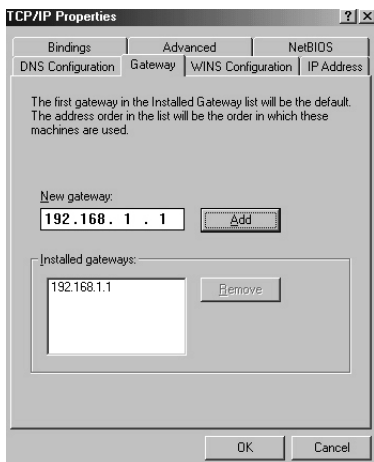 TCP/IP Properties
? x
Bindings Advanced NetBIOS
DNS Configuration Gateway WINS Configuration IP Address
The first gateway in the Installed Gateway list will be the default.
The address order in the list will be the order in which these
machines are used.
New gateway:
192.168. 1 . 1 Add
Installed gateways:
192.168.1.1 Remove
OK Cancel